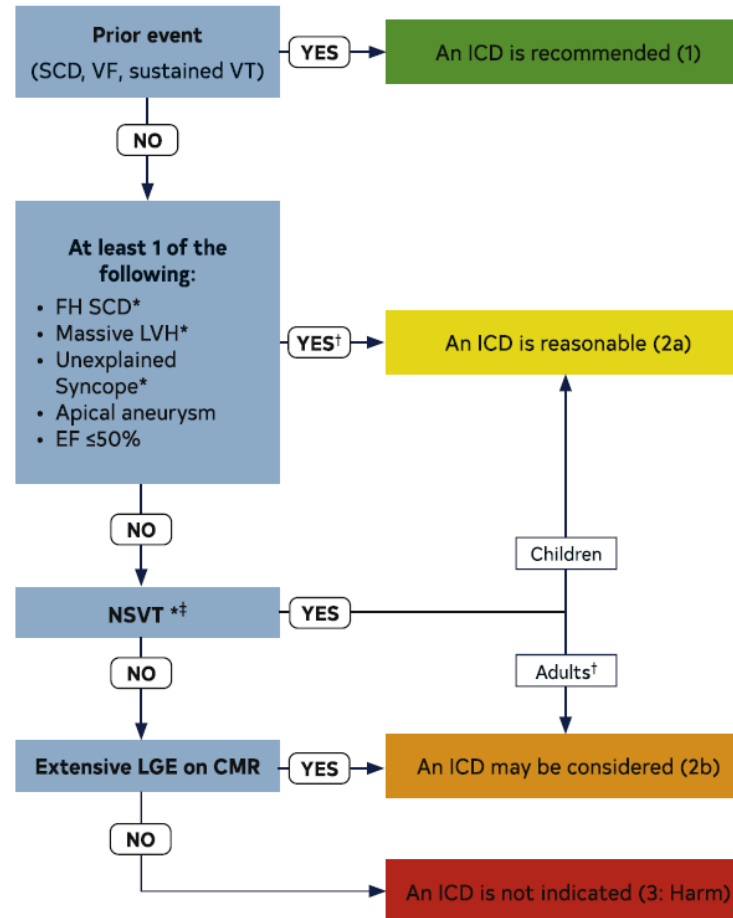 Prior event
(SCD, VF, sustained VT)
YES
An ICD is recommended (1)
NO
At least 1 of the
following:
• FH SCD*
• Massive LVH*
• Unexplained
Syncope*
• Apical aneurysm
• EF ≤50%
YES†
An ICD is reasonable (2a)
NO
Children
NSVT *‡
YES
Adults†
NO
Extensive LGE on CMR
YES
An ICD may be considered (2b)
NO
An ICD is not indicated (3: Harm)